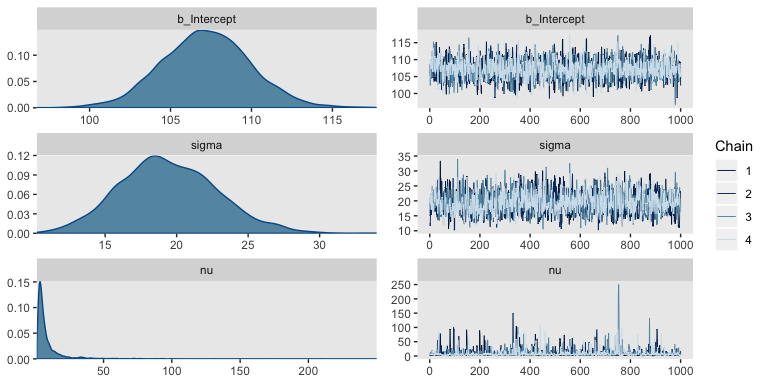 b_Intercept
0.10
0.05
0.00
100 105 110 115
b_Intercept
115
110
105
100
0 200 400 600 800 1000
sigma
0.12
0.09
0.06
0.03
0.00
15 20 25 30
sigma
35
30
25
20
15
10
0 200 400 600 800 1000
nu
0.15
0.10
0.05
0.00
50 100 150 200
nu
250
200
150
100
50
0
0 200 400 600 800 1000
Chain
1
2
3
4